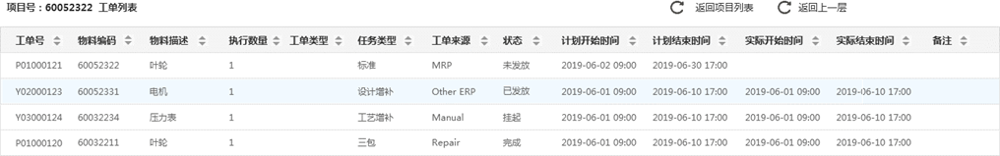 项目号：60052322 工单列表 返回项目列表 返回上一层
工单号 物料编码 物料描述 执行数量 工单类型 任务类型 工单来源 状态 计划开始时间 计划结束时间 实际开始时间 实际结束时间 备注
P01000121 60052322 叶轮 1 标准 MRP 未发放 2019-06-02 09:00 2019-06-30 17:00
Y02000123 60052331 电机 1 设计增补 Other ERP 已发放 2019-06-01 09:00 2019-06-10 17:00 2019-06-01 09:00 2019-06-10 17:00
Y03000124 60032234 压力表 1 工艺增补 Manual 挂起 2019-06-01 09:00 2019-06-10 17:00 2019-06-01 09:00 2019-06-10 17:00
P01000120 60032211 叶轮 1 三包 Repair 完成 2019-06-01 09:00 2019-06-10 17:00 2019-06-01 09:00 2019-06-10 17:00